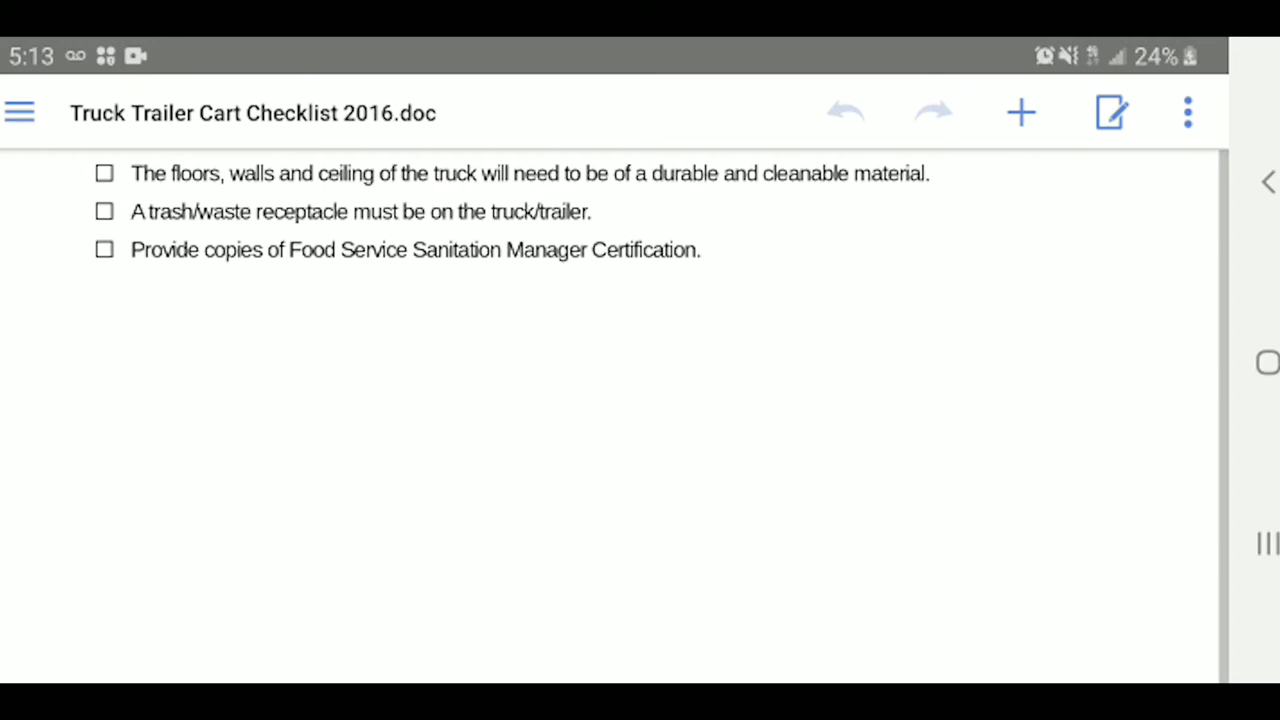 5:13
24%
Truck Trailer Cart Checklist 2016.doc
The floors, walls and ceiling of the truck will need to be of a durable and cleanable material.
A trash/waste receptacle must be on the truck/trailer.
Provide copies of Food Service Sanitation Manager Certification.